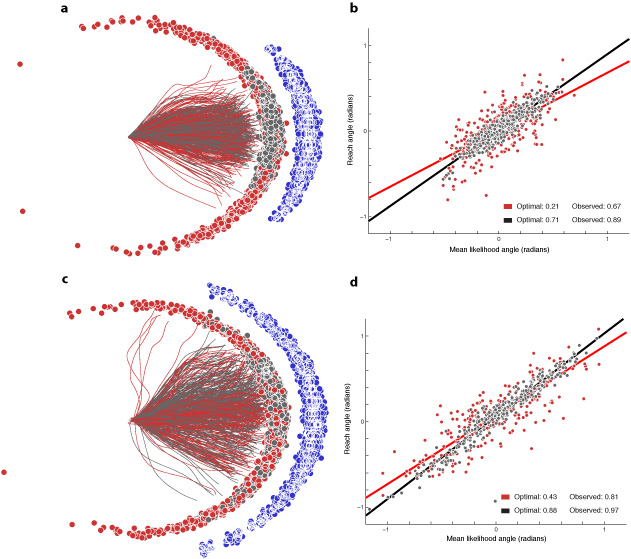 a
b
1
0
−1
−1
0
1
Reach angle (radians)
Mean likelihood angle (radians)
Optimal: 0.21 Observed: 0.67
Optimal: 0.71 Observed: 0.89
c
d
1
0
−1
−1
0
1
Reach angle (radians)
Mean likelihood angle (radians)
Optimal: 0.43 Observed: 0.81
Optimal: 0.88 Observed: 0.97